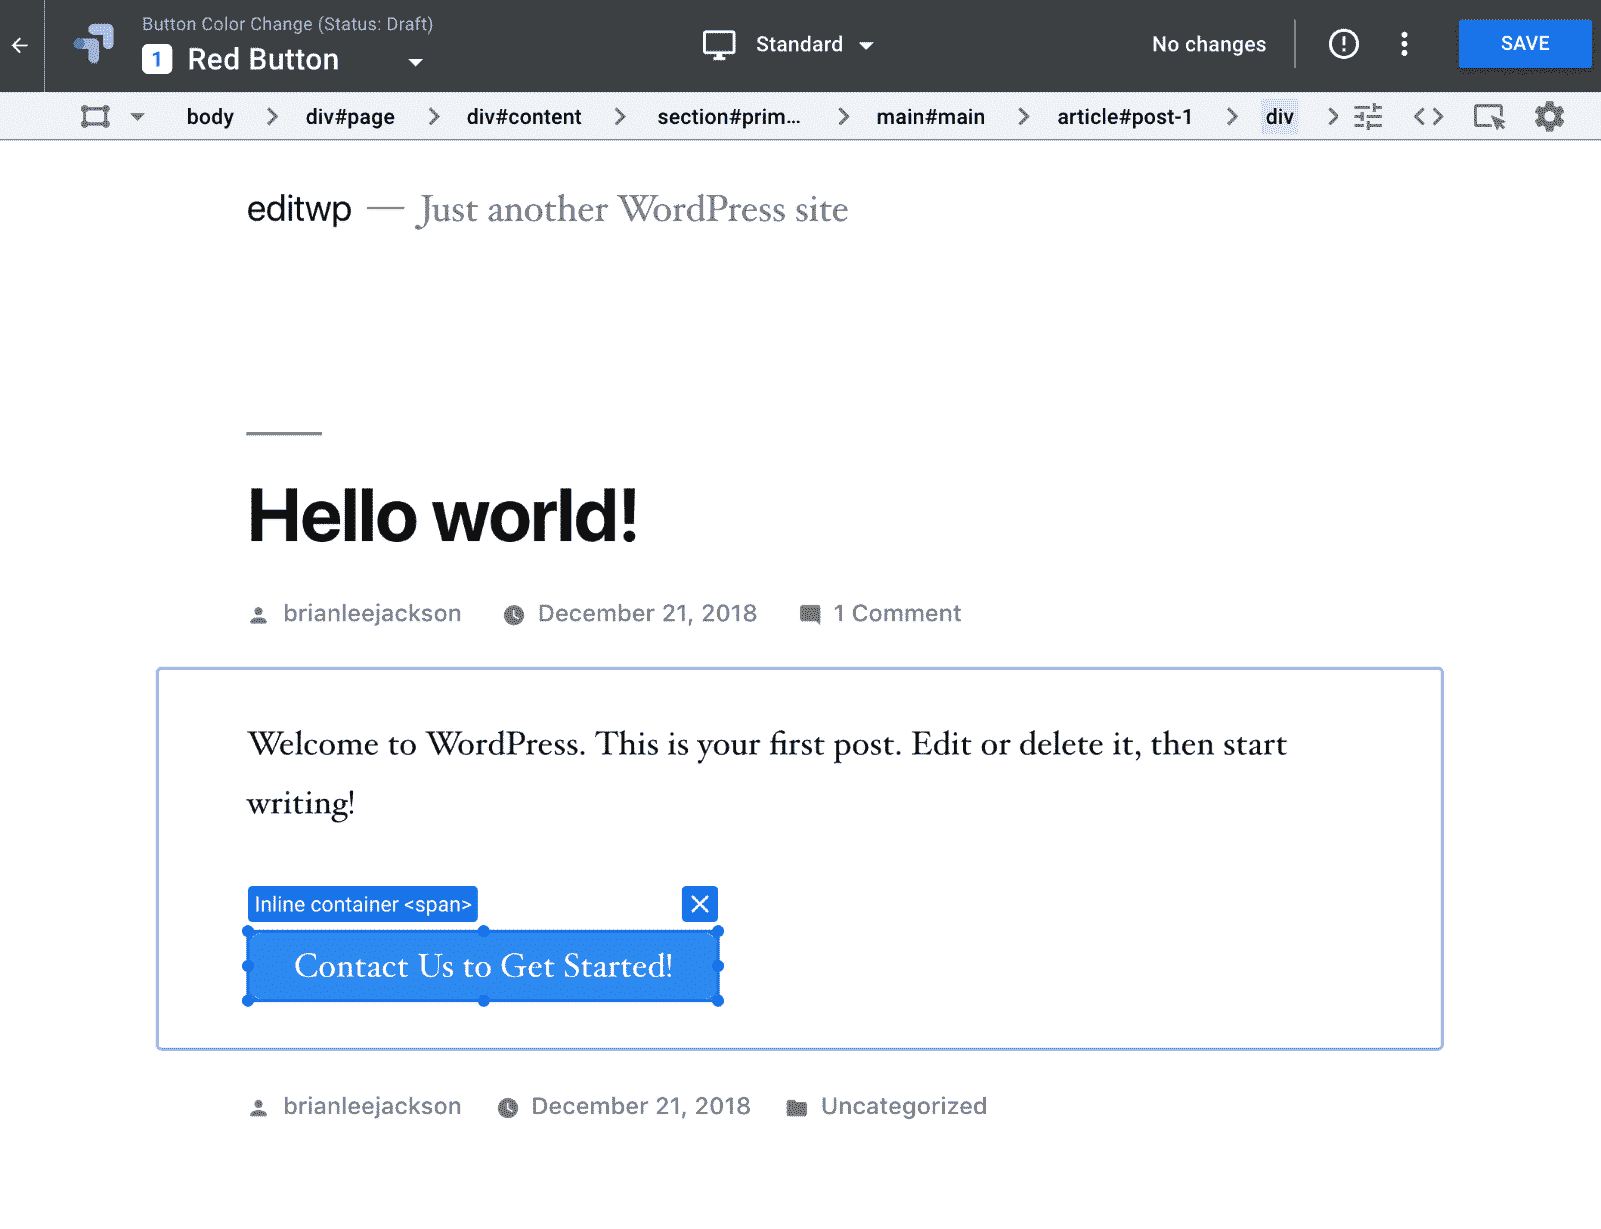 Button Color Change (Status: Draft)
1 Red Button
Standard
No changes
SAVE
body div#page div#content section#prim... main#main article#post-1 div
editwp — Just another WordPress site
Hello world!
brianleejackson December 21, 2018 1 Comment
Welcome to WordPress. This is your first post. Edit or delete it, then start
writing!
Inline container <span>
Contact Us to Get Started!
brianleejackson December 21, 2018 Uncategorized